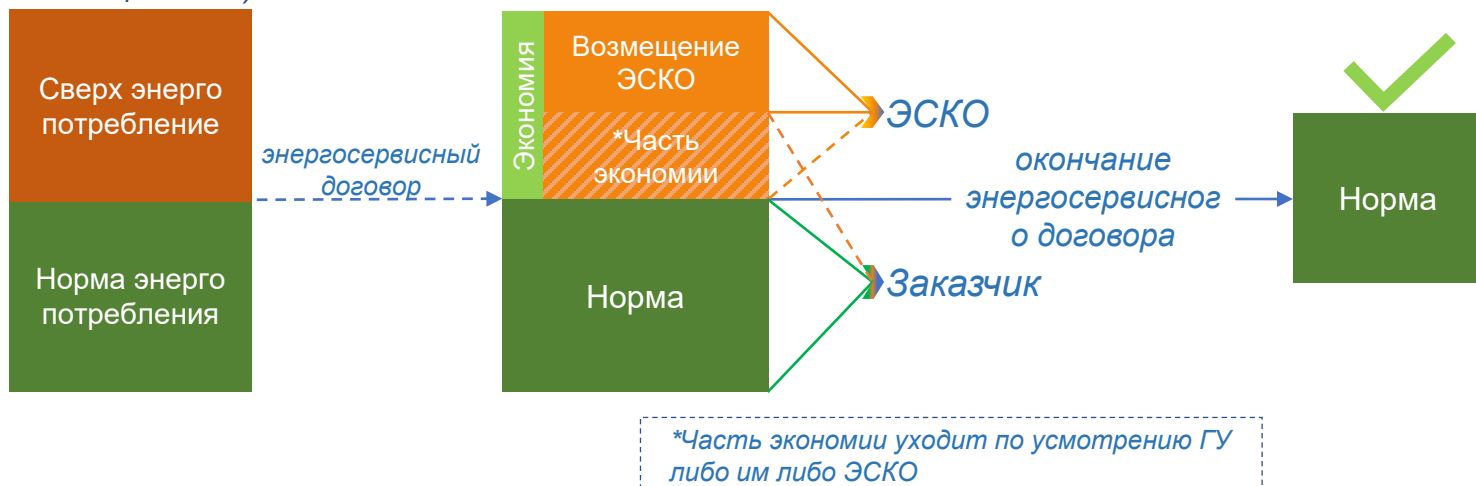 Сверх энерго
потребление
Норма энерго
потребления
энергосервисный
договор
Экономия
Возмещение
ЭСКО
*Часть
экономии
Норма
ЭСКО
Заказчик
окончание
энергосервисног
о договора
Норма
*Часть экономии уходит по усмотрению ГУ
либо им либо ЭСКО